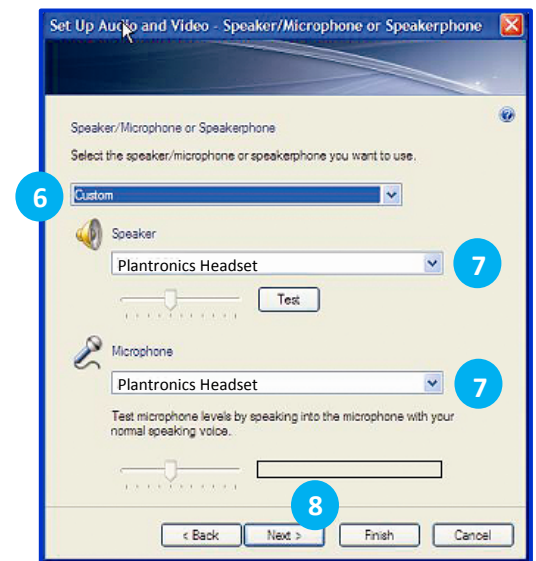 Set Up Audio and Video - Speaker/Microphone or Speakerphone
Speaker/Microphone or Speakerphone
Select the speaker/microphone or speakerphone you want to use.
6
Custom
Speaker
Plantronics Headset
7
Test
Microphone
Plantronics Headset
7
Test microphone levels by speaking into the microphone with your
normal speaking voice.
8
< Back Next > Finish Cancel